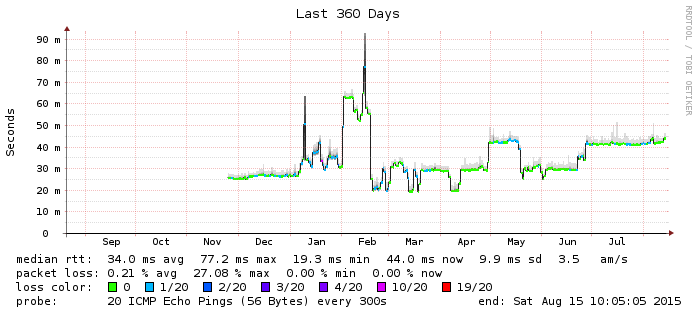 Last 360 Days
RRDTOOL / TOBI OETIKER
Seconds
90 m
80 m
70 m
60 m
50 m
40 m
30 m
20 m
10 m
0
Sep Oct Nov Dec Jan Feb Mar Apr May Jun Jul
median rtt: 34.0 ms avg 77.2 ms max 19.3 ms min 44.0 ms now 9.9 ms sd 3.5 am/s
packet loss: 0.21 % avg 27.08 % max 0.00 % min 0.00 % now
loss color: 0 1/20 2/20 3/20 4/20 10/20 19/20
probe: 20 ICMP Echo Pings (56 Bytes) every 300s end: Sat Aug 15 10:05:05 2015